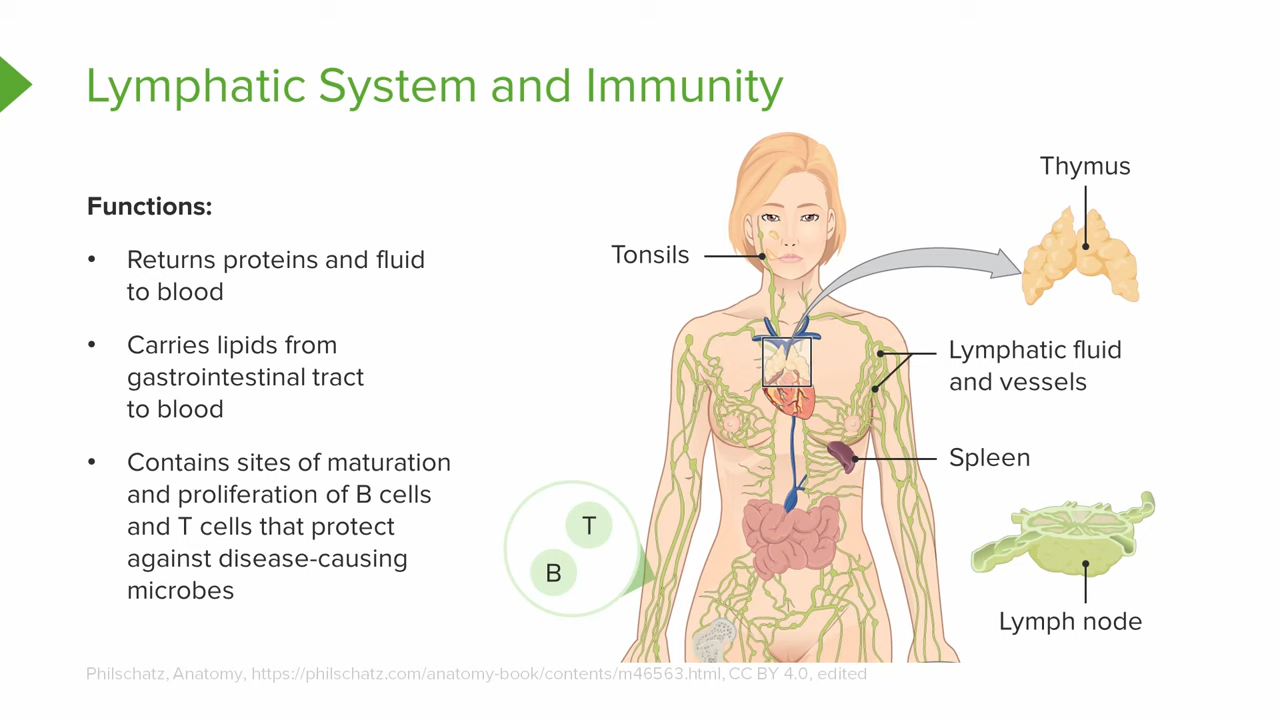 Lymphatic System and Immunity
Functions:
• Returns proteins and fluid
to blood
• Carries lipids from
gastrointestinal tract
to blood
• Contains sites of maturation
and proliferation of B cells
and T cells that protect
against disease-causing
microbes
Tonsils
Thymus
Lymphatic fluid
and vessels
Spleen
T
B
Lymph node
Philschatz, Anatomy, https://philschatz.com/anatomy-book/contents/m46563.html, CC BY 4.0, edited